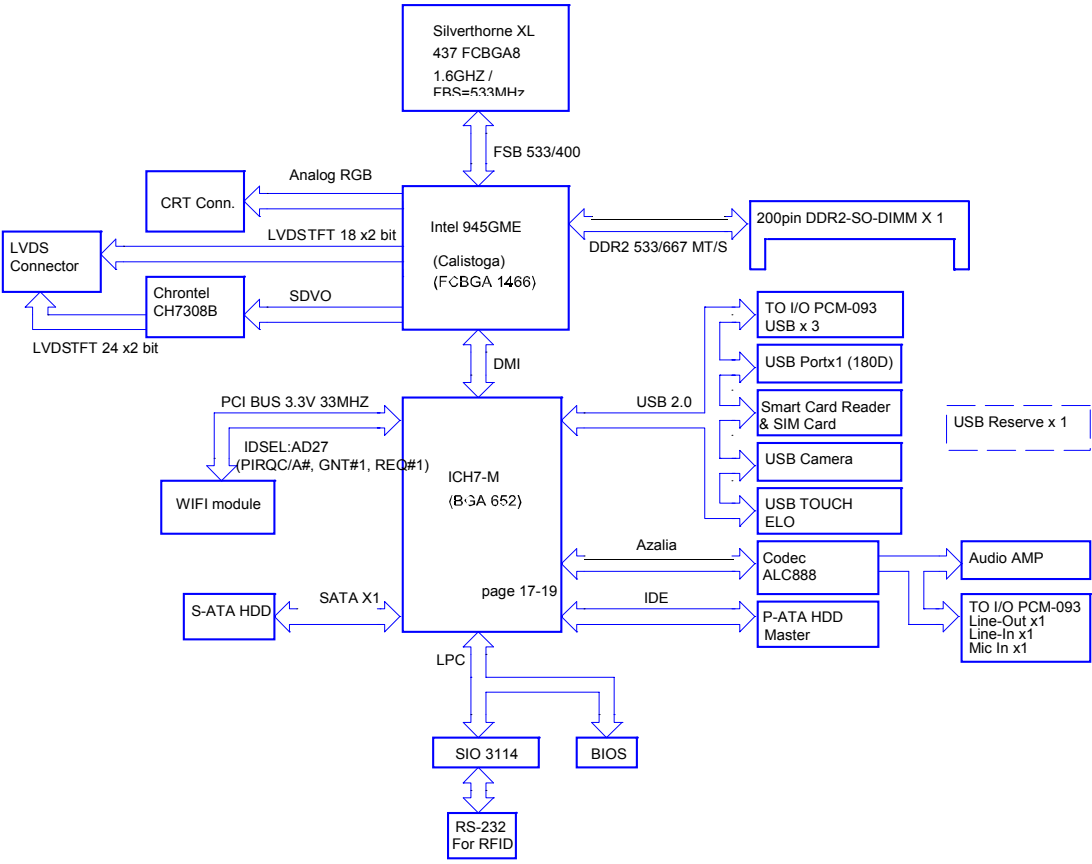 Silverthorne XL
437 FCBGA8
1.6GHZ /
FBS=533MHz
FSB 533/400
Analog RGB
CRT Conn.
LVDSTFT 18 x2 bit
LVDS
Connector
Intel 945GME
(Calistoga)
(FCBGA 1466)
200pin DDR2-SO-DIMM X 1
DDR2 533/667 MT/S
Chrontel
CH7308B
SDVO
LVDSTFT 24 x2 bit
DMI
TO I/O PCM-093
USB x 3
USB Portx1 (180D)
Smart Card Reader
& SIM Card
USB Camera
USB TOUCH
ELO
USB 2.0
USB Reserve x 1
PCI BUS 3.3V 33MHZ
IDSEL:AD27
(PIRQC/A#, GNT#1, REQ#1)
WIFI module
ICH7-M
(BGA 652)
page 17-19
Azalia
Codec
ALC888
Audio AMP
TO I/O PCM-093
Line-Out x1
Line-In x1
Mic In x1
S-ATA HDD
SATA X1
IDE
P-ATA HDD
Master
LPC
SIO 3114
BIOS
RS-232
For RFID